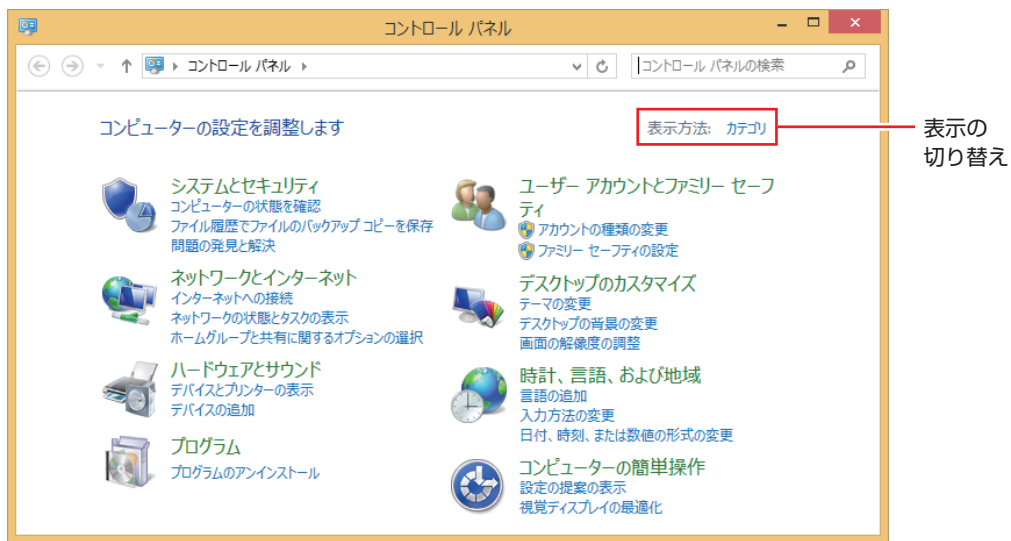 コントロール パネル
コントロール パネル
コントロール パネルの検索
コンピューターの設定を調整します
表示方法: カテゴリ
表示の
切り替え
システムとセキュリティ
コンピューターの状態を確認
ファイル履歴でファイルのバックアップ コピーを保存
問題の発見と解決
ネットワークとインターネット
インターネットへの接続
ネットワークの状態とタスクの表示
ホームグループと共有に関するオプションの選択
ハードウェアとサウンド
デバイスとプリンターの表示
デバイスの追加
プログラム
プログラムのアンインストール
ユーザー アカウントとファミリー セーフ
ティ
アカウントの種類の変更
ファミリー セーフティの設定
デスクトップのカスタマイズ
テーマの変更
デスクトップの背景の変更
画面の解像度の調整
時計、言語、および地域
言語の追加
入力方法の変更
日付、時刻、または数値の形式の変更
コンピューターの簡単操作
設定の提案の表示
視覚ディスプレイの最適化